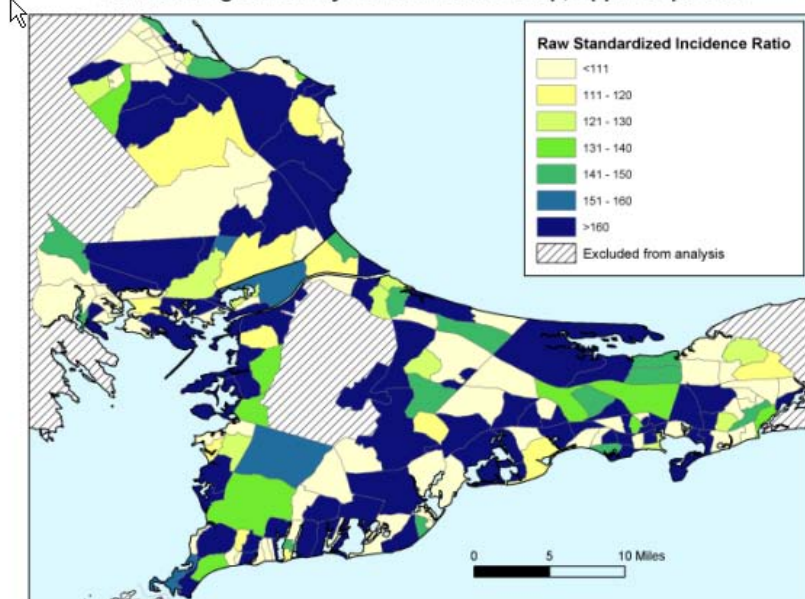 Raw Standardized Incidence Ratio
<111
111 - 120
121 - 130
131 - 140
141 - 150
151 - 160
>160
Excluded from analysis
0 5 10 Miles